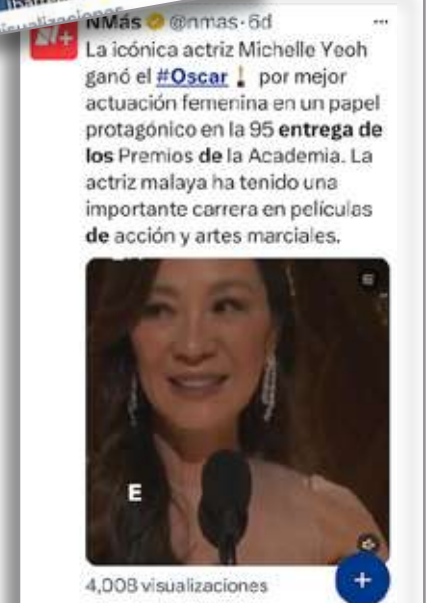 NMás @nmas·6d
La icónica actriz Michelle Yeoh
ganó el #Oscar por mejor
actuación femenina en un papel
protagónico en la 95 entrega de
los Premios de la Academia. La
actriz malaya ha tenido una
importante carrera en películas
de acción y artes marciales.
E
4,008 visualizaciones
+